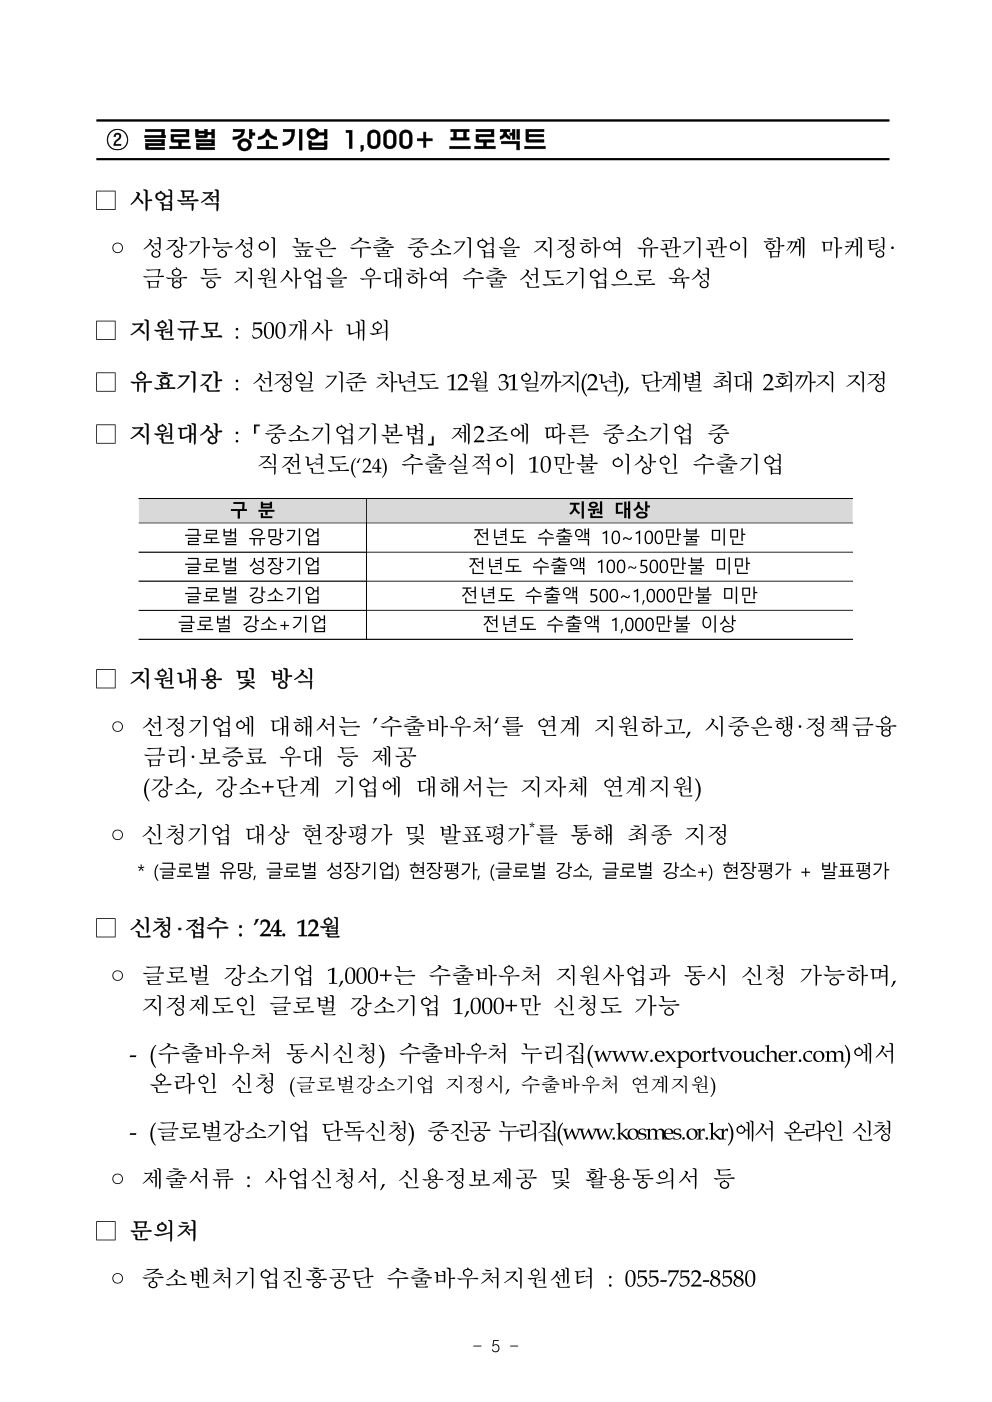 ② 글로벌 강소기업 1,000+ 프로젝트
□ 사업목적
○ 성장가능성이 높은 수출 중소기업을 지정하여 유관기관이 함께 마케팅·
금융 등 지원사업을 우대하여 수출 선도기업으로 육성
□ 지원규모 : 500개사 내외
□ 유효기간 : 선정일 기준 차년도 12월 31일까지(2년), 단계별 최대 2회까지 지정
□ 지원대상 :「중소기업기본법」제2조에 따른 중소기업 중
직전년도(‘24) 수출실적이 10만불 이상인 수출기업
구 분 지원 대상
글로벌 유망기업 전년도 수출액 10~100만불 미만
글로벌 성장기업 전년도 수출액 100~500만불 미만
글로벌 강소기업 전년도 수출액 500~1,000만불 미만
글로벌 강소+기업 전년도 수출액 1,000만불 이상
□ 지원내용 및 방식
○ 선정기업에 대해서는 ’수출바우처‘를 연계 지원하고, 시중은행·정책금융
금리·보증료 우대 등 제공
(강소, 강소+단계 기업에 대해서는 지자체 연계지원)
○ 신청기업 대상 현장평가 및 발표평가*를 통해 최종 지정
* (글로벌 유망, 글로벌 성장기업) 현장평가, (글로벌 강소, 글로벌 강소+) 현장평가 + 발표평가
□ 신청·접수 : ’24. 12월
○ 글로벌 강소기업 1,000+는 수출바우처 지원사업과 동시 신청 가능하며,
지정제도인 글로벌 강소기업 1,000+만 신청도 가능
- (수출바우처 동시신청) 수출바우처 누리집(www.exportvoucher.com)에서
온라인 신청 (글로벌강소기업 지정시, 수출바우처 연계지원)
- (글로벌강소기업 단독신청) 중진공 누리집(www.kosmes.or.kr)에서 온라인 신청
○ 제출서류 : 사업신청서, 신용정보제공 및 활용동의서 등
□ 문의처
○ 중소벤처기업진흥공단 수출바우처지원센터 : 055-752-8580
- 5 -